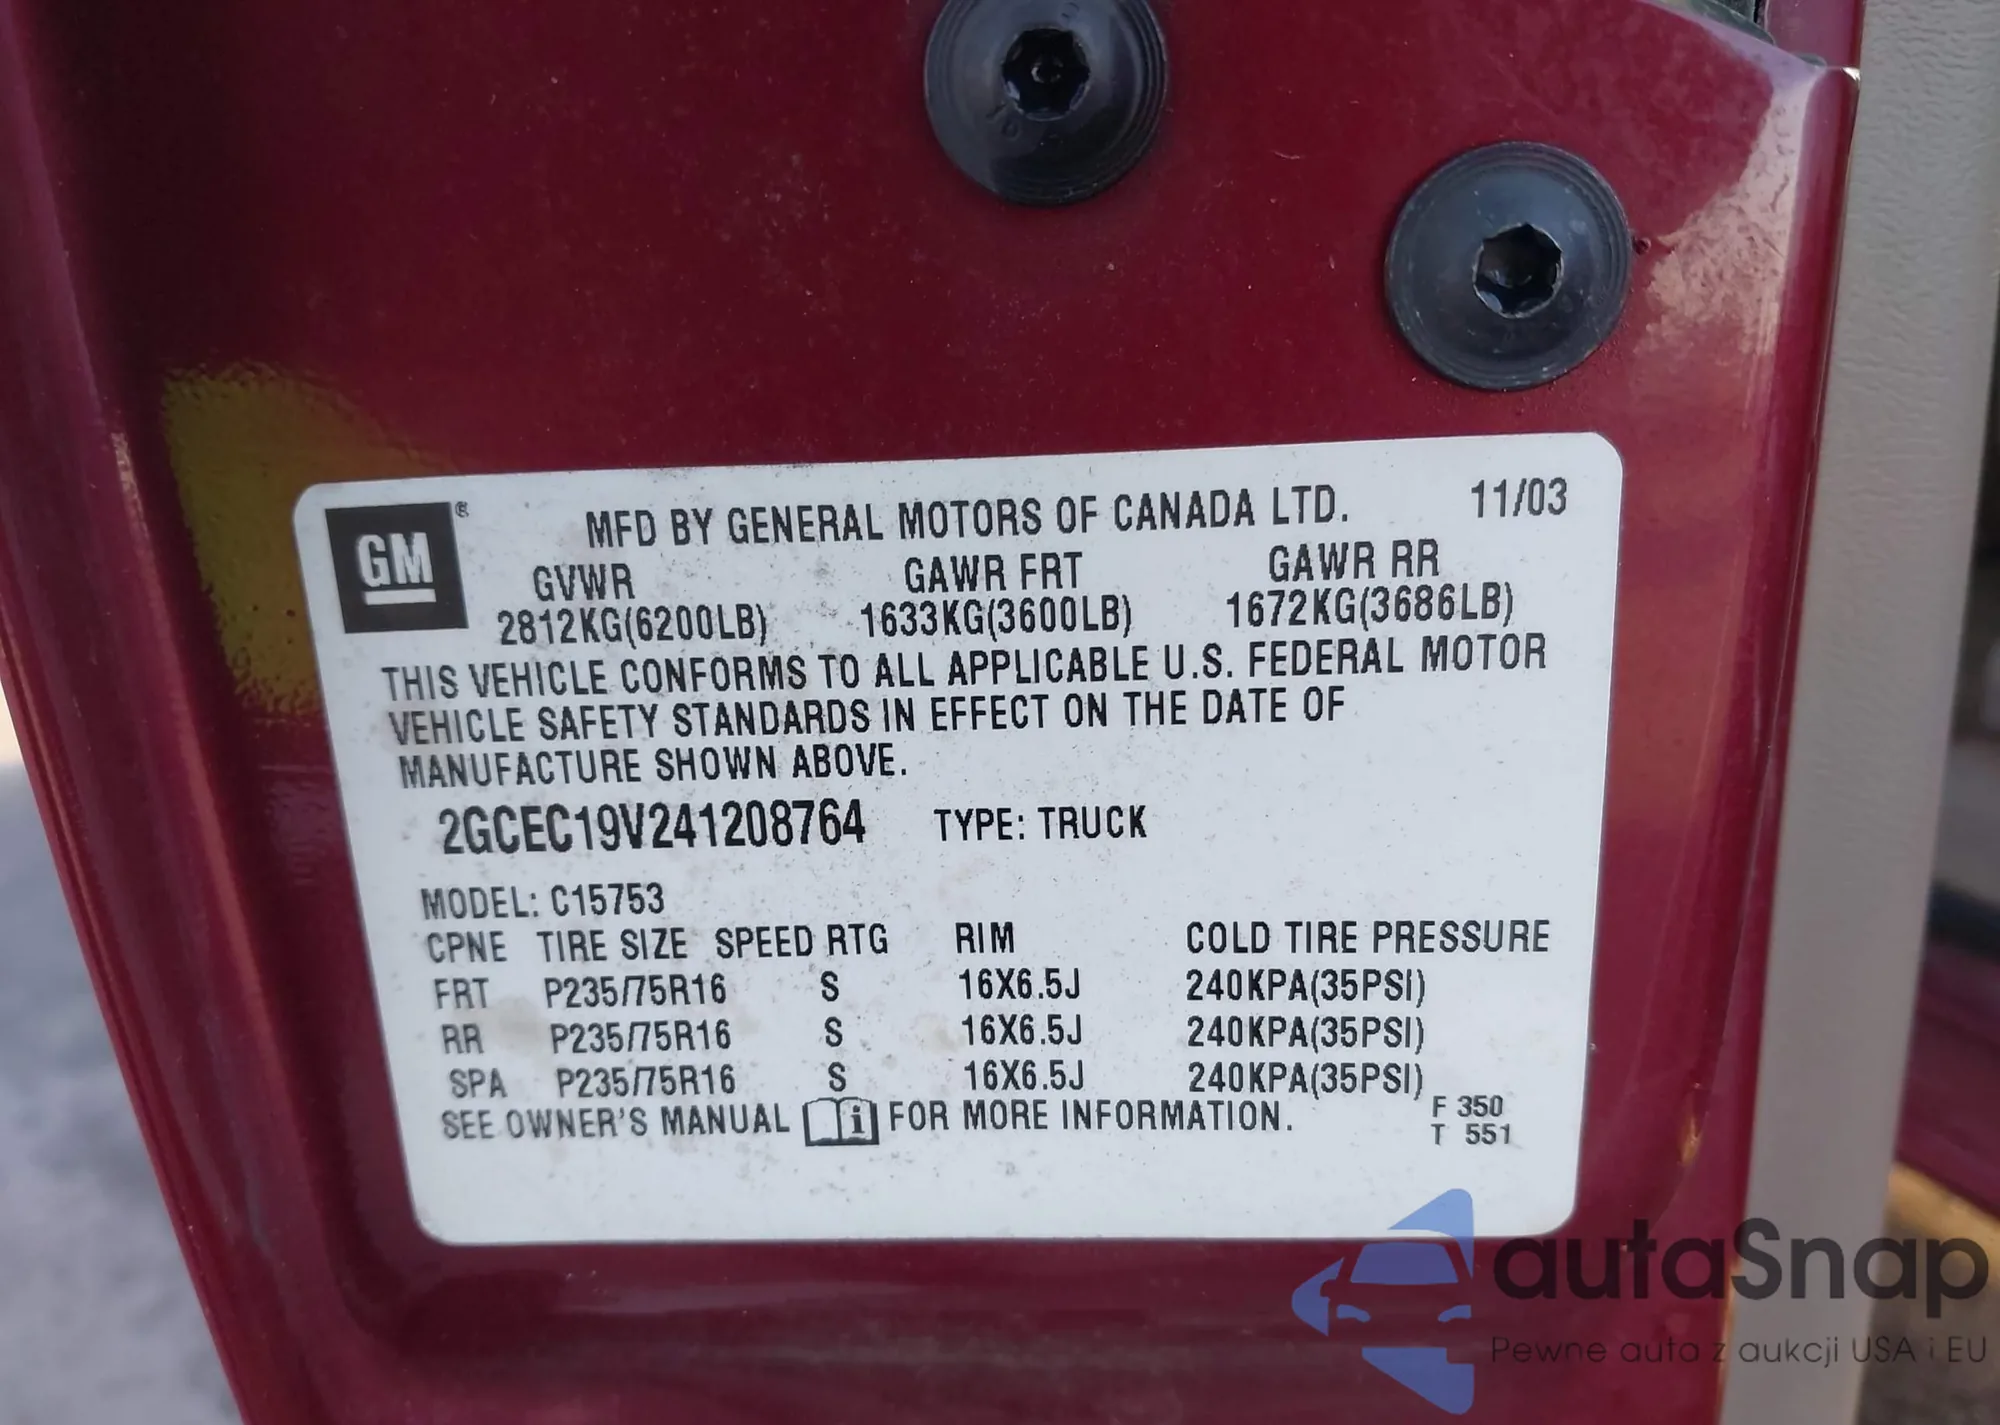 GM®
MFD BY GENERAL MOTORS OF CANADA LTD. 11/03
GVWR GAWR FRT GAWR RR
2812KG(6200LB) 1633KG(3600LB) 1672KG(3686LB)
THIS VEHICLE CONFORMS TO ALL APPLICABLE U.S. FEDERAL MOTOR
VEHICLE SAFETY STANDARDS IN EFFECT ON THE DATE OF
MANUFACTURE SHOWN ABOVE.
2GCEC19V241208764 TYPE: TRUCK
MODEL: C15753
CPNE TIRE SIZE SPEED RTG RIM COLD TIRE PRESSURE
FRT P235/75R16 S 16X6.5J 240KPA(35PSI)
RR P235/75R16 S 16X6.5J 240KPA(35PSI)
SPA P235/75R16 S 16X6.5J 240KPA(35PSI)
SEE OWNER'S MANUAL i FOR MORE INFORMATION.
F 350
T 551
autaSnap
Pewne auta z aukcji USA i EU